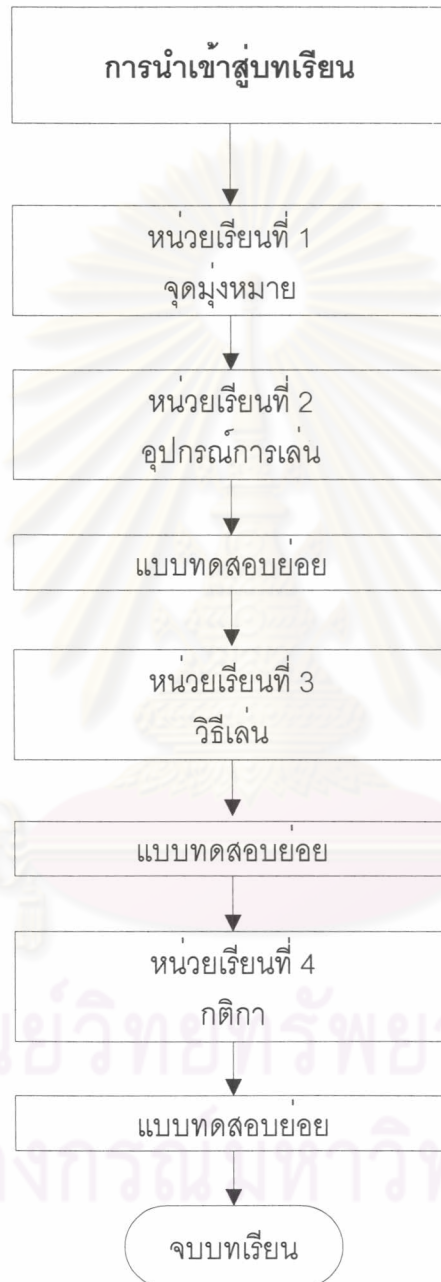 การนำเข้าสู่บทเรียน
หน่วยเรียนที่ 1
จุดมุ่งหมาย
หน่วยเรียนที่ 2
อุปกรณ์การเล่น
แบบทดสอบย่อย
หน่วยเรียนที่ 3
วิธีเล่น
แบบทดสอบย่อย
หน่วยเรียนที่ 4
กติกา
แบบทดสอบย่อย
จบบทเรียน